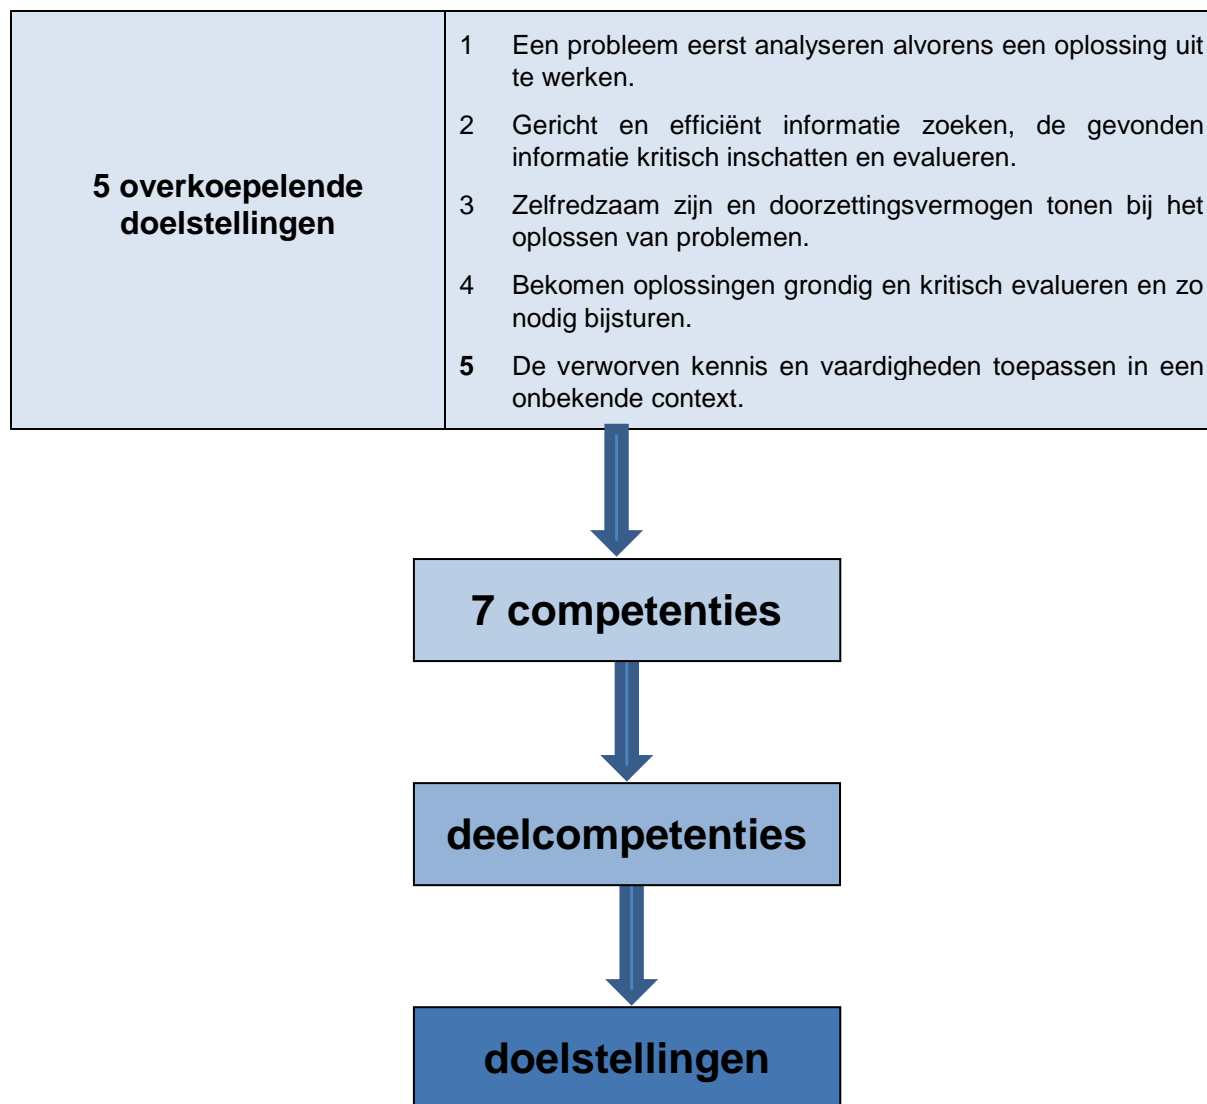 5 overkoepelende
doelstellingen
1 Een probleem eerst analyseren alvorens een oplossing uit
te werken.
2 Gericht en efficiënt informatie zoeken, de gevonden
informatie kritisch inschatten en evalueren.
3 Zelfredzaam zijn en doorzettingsvermogen tonen bij het
oplossen van problemen.
4 Bekomen oplossingen grondig en kritisch evalueren en zo
nodig bijsturen.
5 De verworven kennis en vaardigheden toepassen in een
onbekende context.
7 competenties
deelcompetenties
doelstellingen